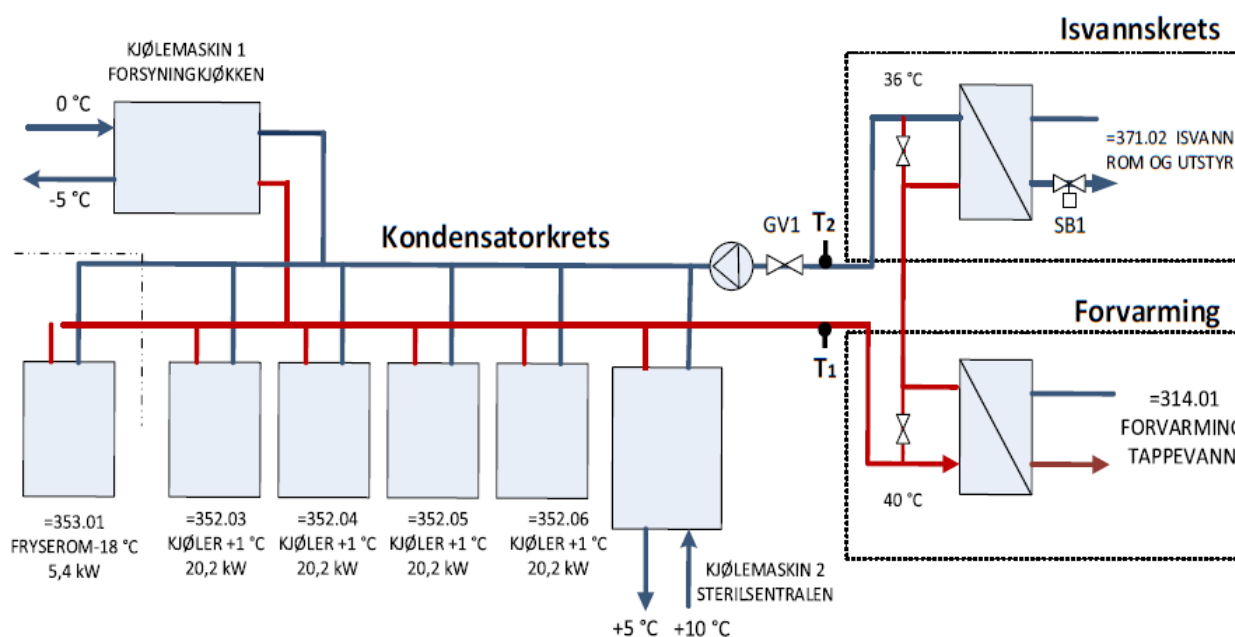 Isvannskrets
KJØLEMASKIN 1
FORSYNINGKJØKKEN
0 °C
-5 °C
36 °C
=371.02 ISVANN
ROM OG UTSTYR
SB1
Kondensatorkrets
GV1
T2
T1
Forvarming
=314.01
FORVARMING
TAPPEVANN
40 °C
=353.01
FRYSEROM-18 °C
5,4 kW
=352.03
KJØLER +1 °C
20,2 kW
=352.04
KJØLER +1 °C
20,2 kW
=352.05
KJØLER +1 °C
20,2 kW
=352.06
KJØLER +1 °C
20,2 kW
KJØLEMASKIN 2
STERILSENTRALEN
+5 °C
+10 °C